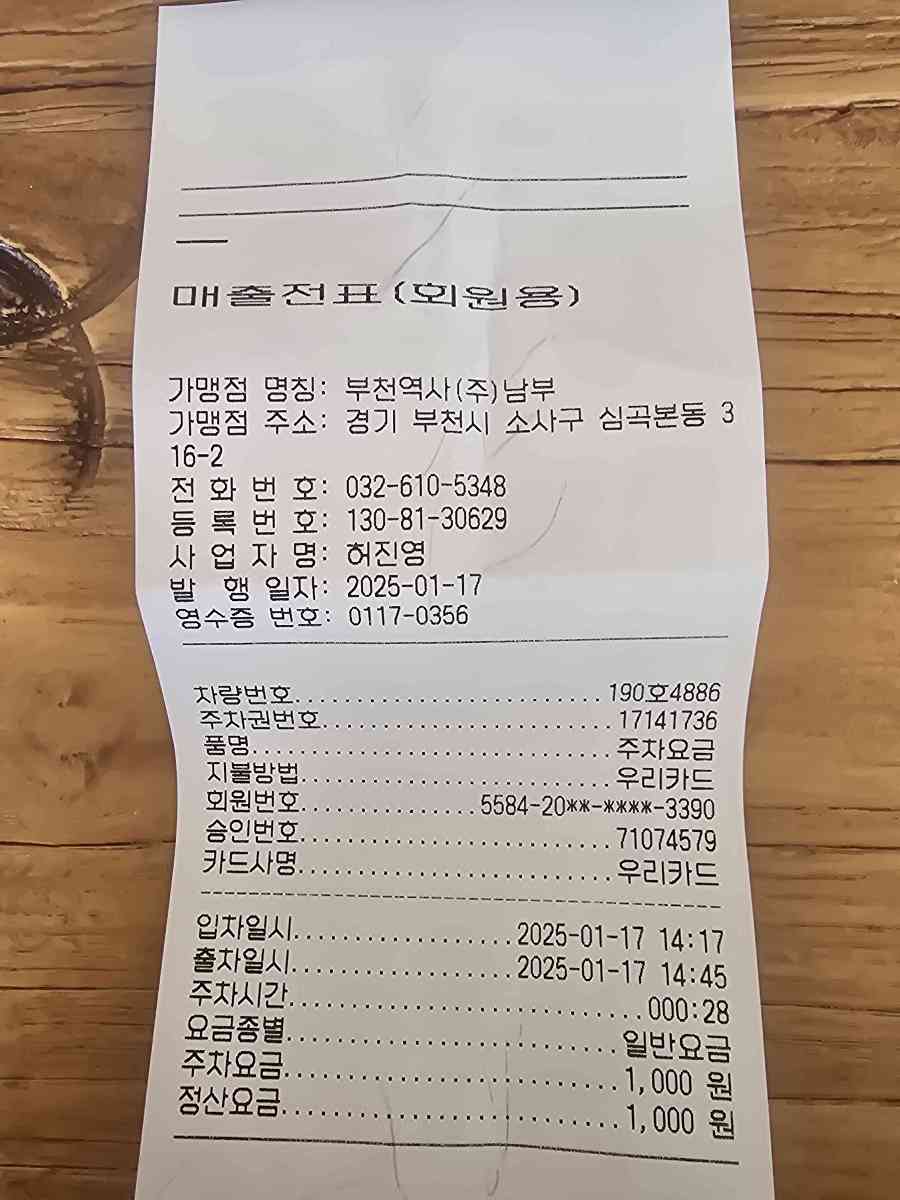 매출전표(회원용)
가맹점 명칭: 부천역사(주)남부
가맹점 주소: 경기 부천시 소사구 심곡본동 3
16-2
전 화 번 호: 032-610-5348
등 록 번 호: 130-81-30629
사 업 자 명: 허진영
발 행 일자: 2025-01-17
영수증 번호: 0117-0356
차량번호..........................190호4886
주차권번호.........................17141736
품명...............................주차요금
지불방법...........................우리카드
회원번호...............5584-20**-****-3390
승인번호...........................71074579
카드사명...........................우리카드
입차일시...................2025-01-17 14:17
출차일시...................2025-01-17 14:45
주차시간..............................000:28
요금종별............................일반요금
주차요금............................1,000 원
정산요금............................1,000 원